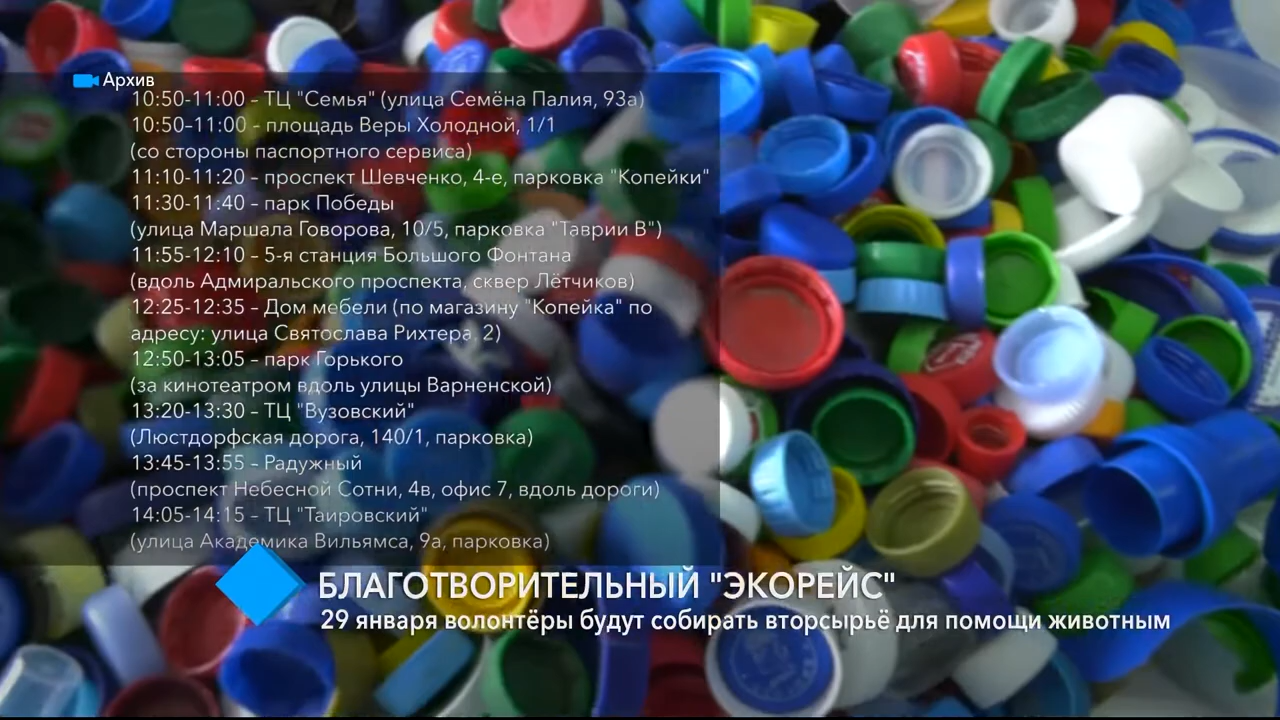 Архив
10:50-11:00 – ТЦ "Семья" (улица Семёна Палия, 93а)
10:50–11:00 – площадь Веры Холодной, 1/1
(со стороны паспортного сервиса)
11:10-11:20 – проспект Шевченко, 4-е, парковка "Копейки"
11:30-11:40 – парк Победы
(улица Маршала Говорова, 10/5, парковка "Таврии В")
11:55-12:10 – 5-я станция Большого Фонтана
(вдоль Адмиральского проспекта, сквер Лётчиков)
12:25-12:35 – Дом мебели (по магазину "Копейка" по
адресу: улица Святослава Рихтера, 2)
12:50-13:05 – парк Горького
(за кинотеатром вдоль улицы Варненской)
13:20-13:30 – ТЦ "Вузовский"
(Люстдорфская дорога, 140/1, парковка)
13:45-13:55 – Радужный
(проспект Небесной Сотни, 4в, офис 7, вдоль дороги)
14:05-14:15 – ТЦ "Таировский"
(улица Академика Вильямса, 9а, парковка)
БЛАГОТВОРИТЕЛЬНЫЙ "ЭКОРЕЙС"
29 января волонтёры будут собирать вторсырьё для помощи животным